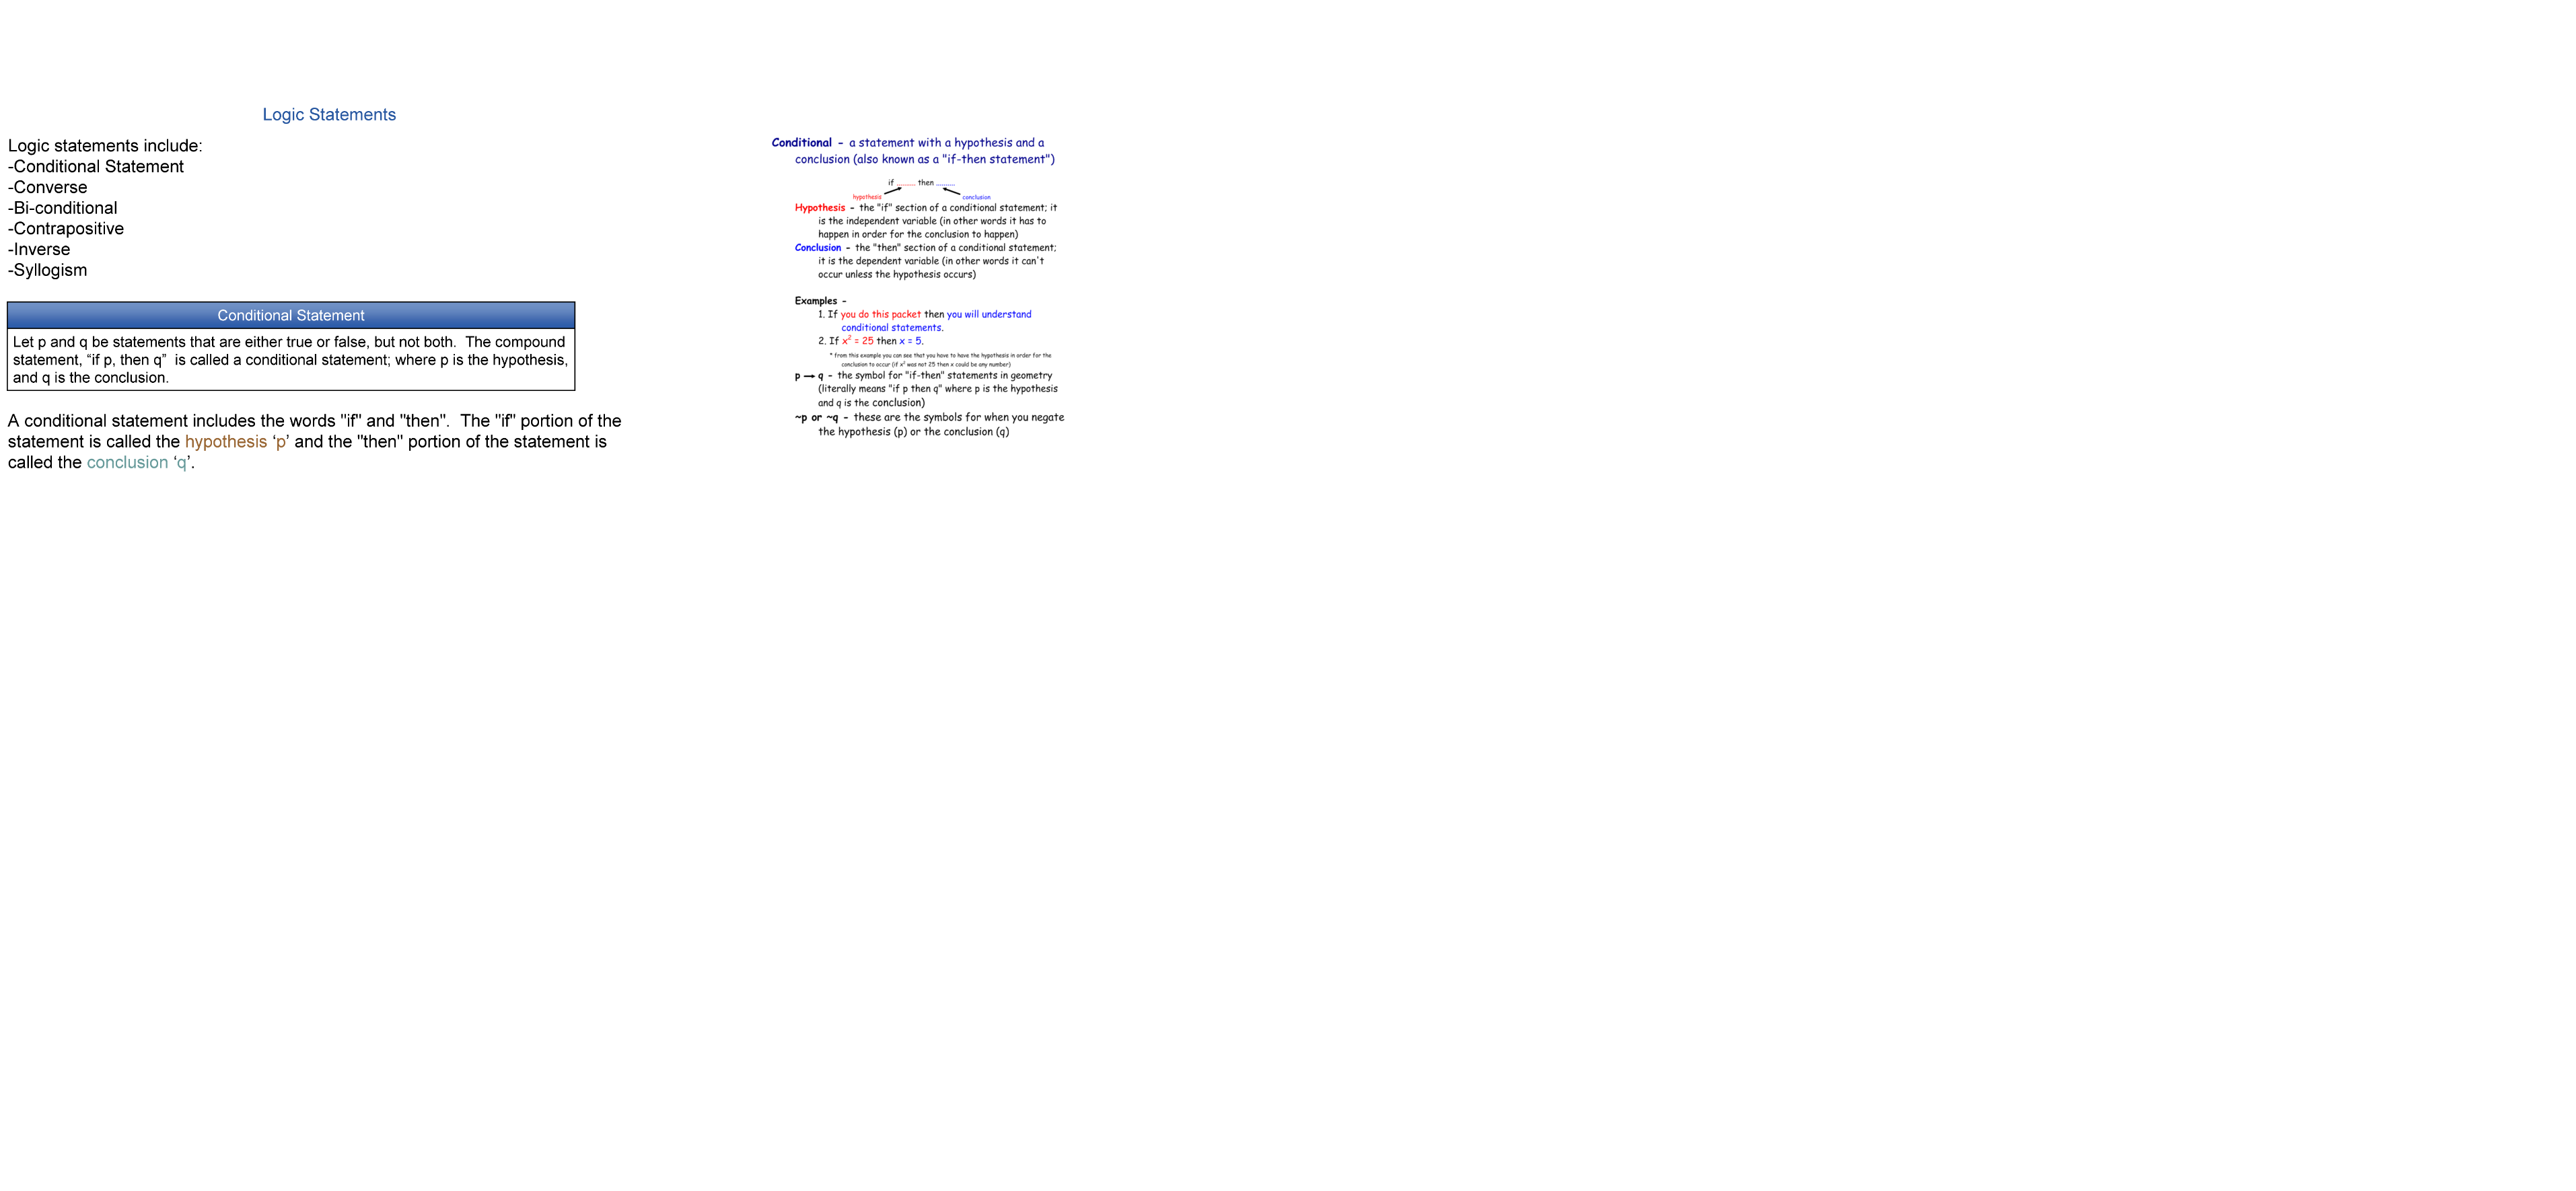 Logic Statements
Logic statements include:
-Conditional Statement
-Converse
-Bi-conditional
-Contrapositive
-Inverse
-Syllogism
Conditional Statement
Let p and q be statements that are either true or false, but not both.  The compound
statement, “if p, then q”  is called a conditional statement; where p is the hypothesis,
and q is the conclusion.
A conditional statement includes the words "if" and "then".  The "if" portion of the
statement is called the hypothesis ‘p’ and the "then" portion of the statement is
called the conclusion ‘q’.
Conditional - a statement with a hypothesis and a
conclusion (also known as a "if-then statement")
if ......... then .........
hypothesis conclusion
Hypothesis - the "if" section of a conditional statement; it
is the independent variable (in other words it has to
happen in order for the conclusion to happen)
Conclusion - the "then" section of a conditional statement;
it is the dependent variable (in other words it can't
occur unless the hypothesis occurs)
Examples -
1. If you do this packet then you will understand
conditional statements.
2. If x² = 25 then x = 5.
* from this example you can see that you have to have the hypothesis in order for the
conclusion to occur (if x² was not 25 then x could be any number)
p → q - the symbol for "if-then" statements in geometry
(literally means "if p then q" where p is the hypothesis
and q is the conclusion)
~p or ~q - these are the symbols for when you negate
the hypothesis (p) or the conclusion (q)